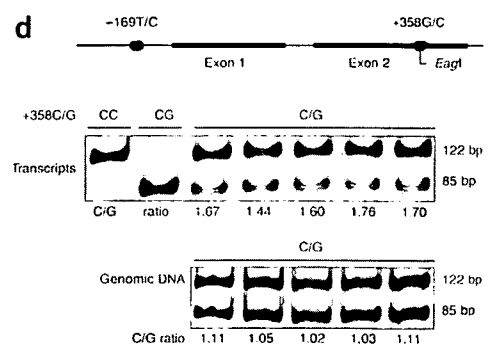 d
−169T/C +358G/C
Exon 1 Exon 2 EagI
+358C/G CC CG C/G
Transcripts 122 bp
85 bp
C/G ratio 1.67 1.44 1.60 1.76 1.70
C/G
Genomic DNA 122 bp
85 bp
C/G ratio 1.11 1.05 1.02 1.03 1.11